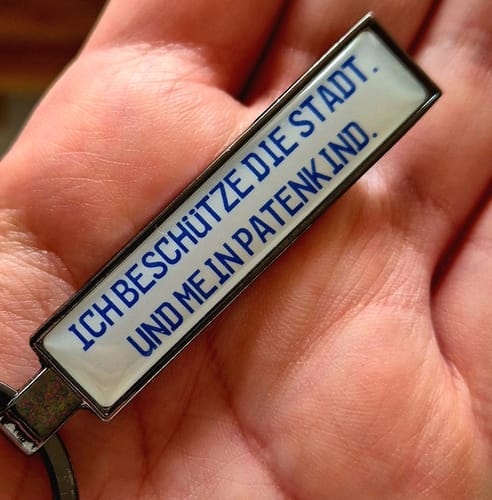 ICH BESCHÜTZE DIE STADT.
UND MEIN PATENKIND.